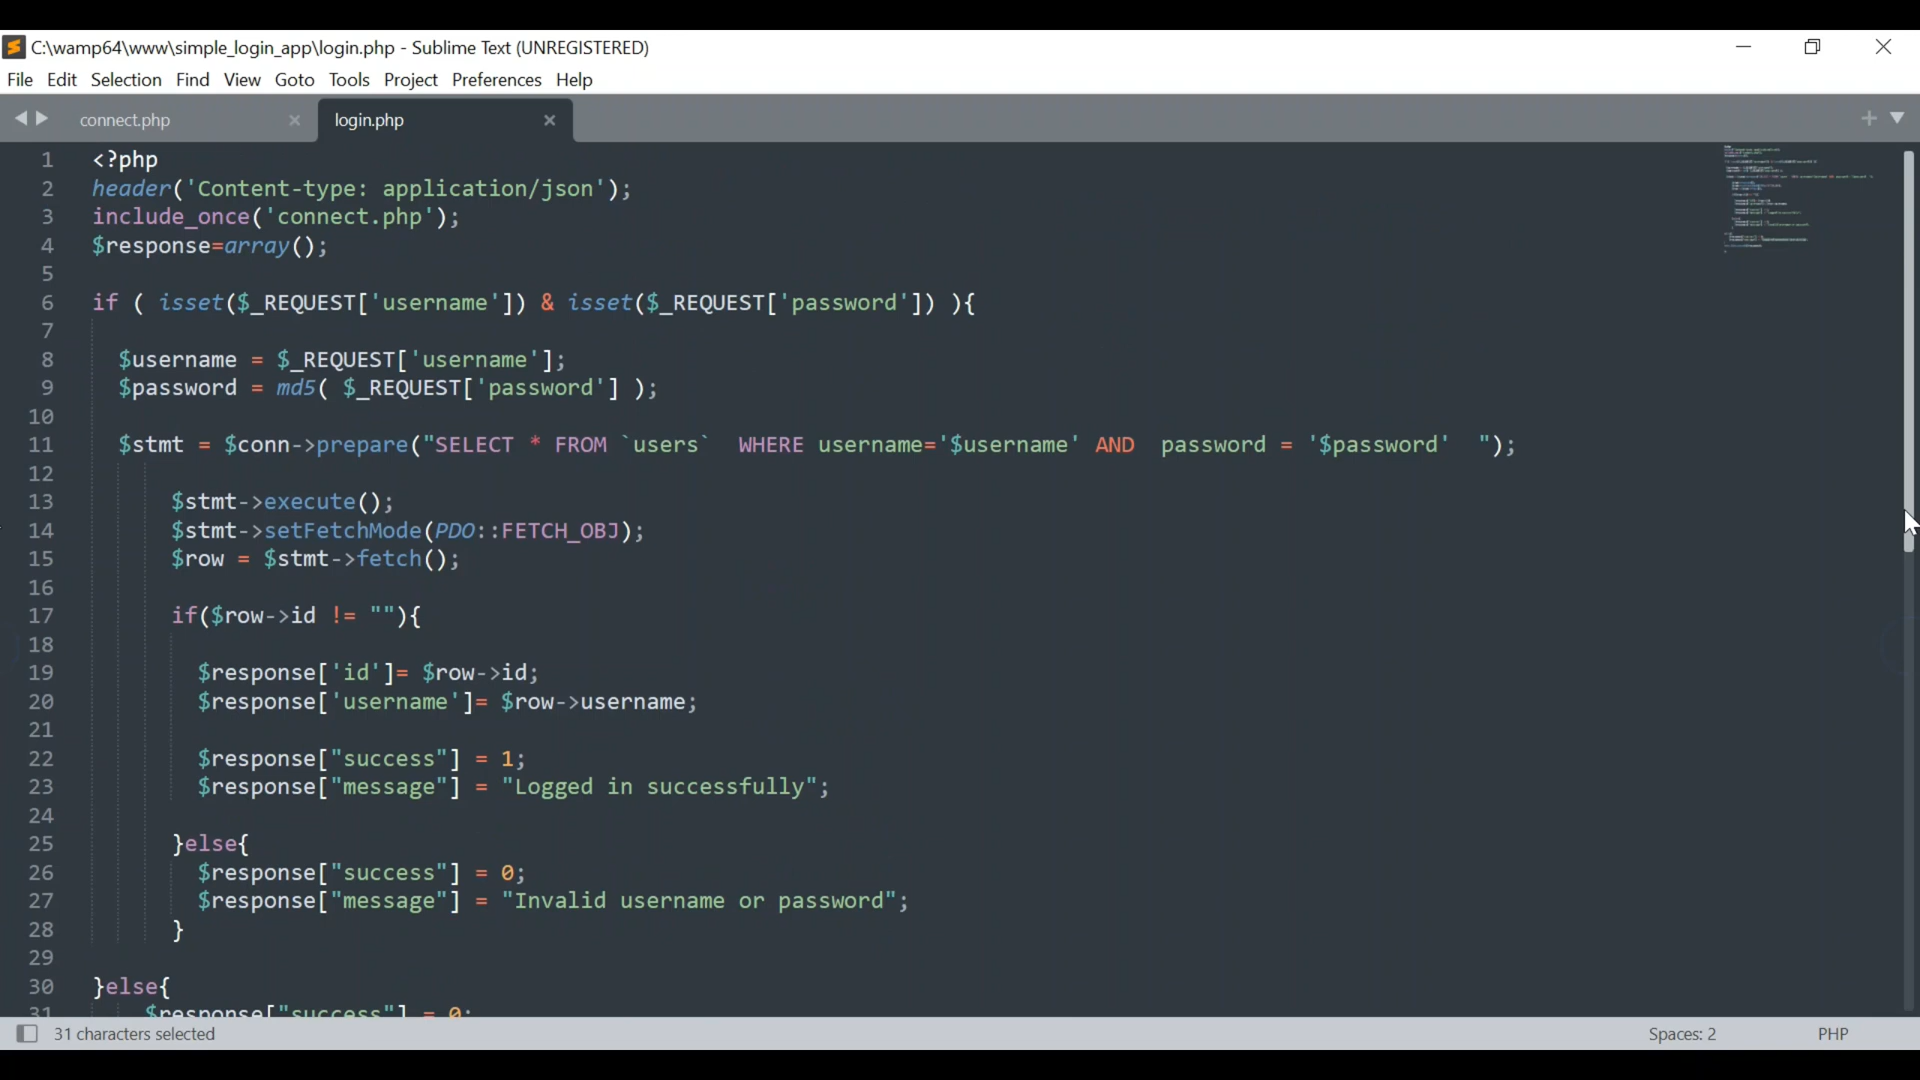 C:\wamp64\www\simple_login_app\login.php - Sublime Text (UNREGISTERED)
File Edit Selection Find View Goto Tools Project Preferences Help
connect.php login.php
1 <?php
2 header('Content-type: application/json');
3 include_once('connect.php');
4 $response=array();
5
6 if ( isset($_REQUEST['username']) & isset($_REQUEST['password']) ){
7
8 $username = $_REQUEST['username'];
9 $password = md5( $_REQUEST['password'] );
10
11 $stmt = $conn->prepare("SELECT * FROM `users`  WHERE username='$username' AND  password = '$password'  ");
12
13 $stmt->execute();
14 $stmt->setFetchMode(PDO::FETCH_OBJ);
15 $row = $stmt->fetch();
16
17 if($row->id != ""){
18
19 $response['id']= $row->id;
20 $response['username']= $row->username;
21
22 $response["success"] = 1;
23 $response["message"] = "Logged in successfully";
24
25 }else{
26 $response["success"] = 0;
27 $response["message"] = "Invalid username or password";
28 }
29
30 }else{
31 $response["success"] = 0;
31 characters selected Spaces: 2 PHP